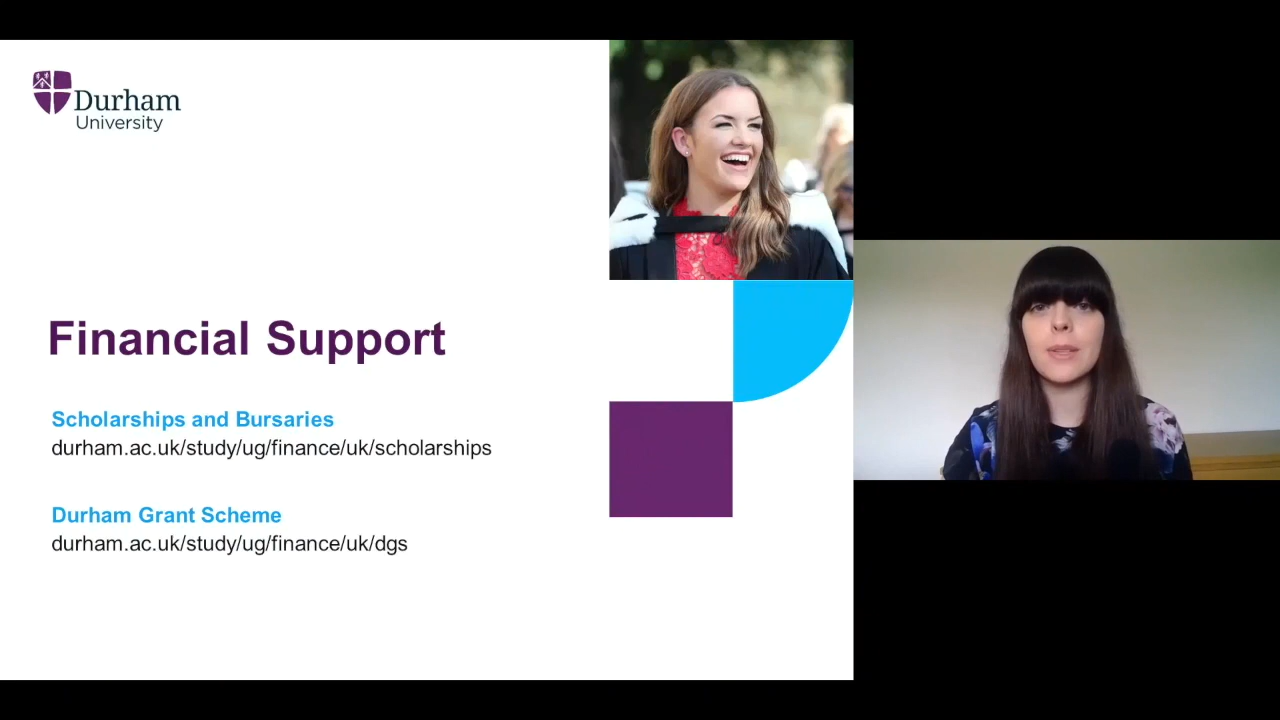 Durham
University
Financial Support
Scholarships and Bursaries
durham.ac.uk/study/ug/finance/uk/scholarships
Durham Grant Scheme
durham.ac.uk/study/ug/finance/uk/dgs